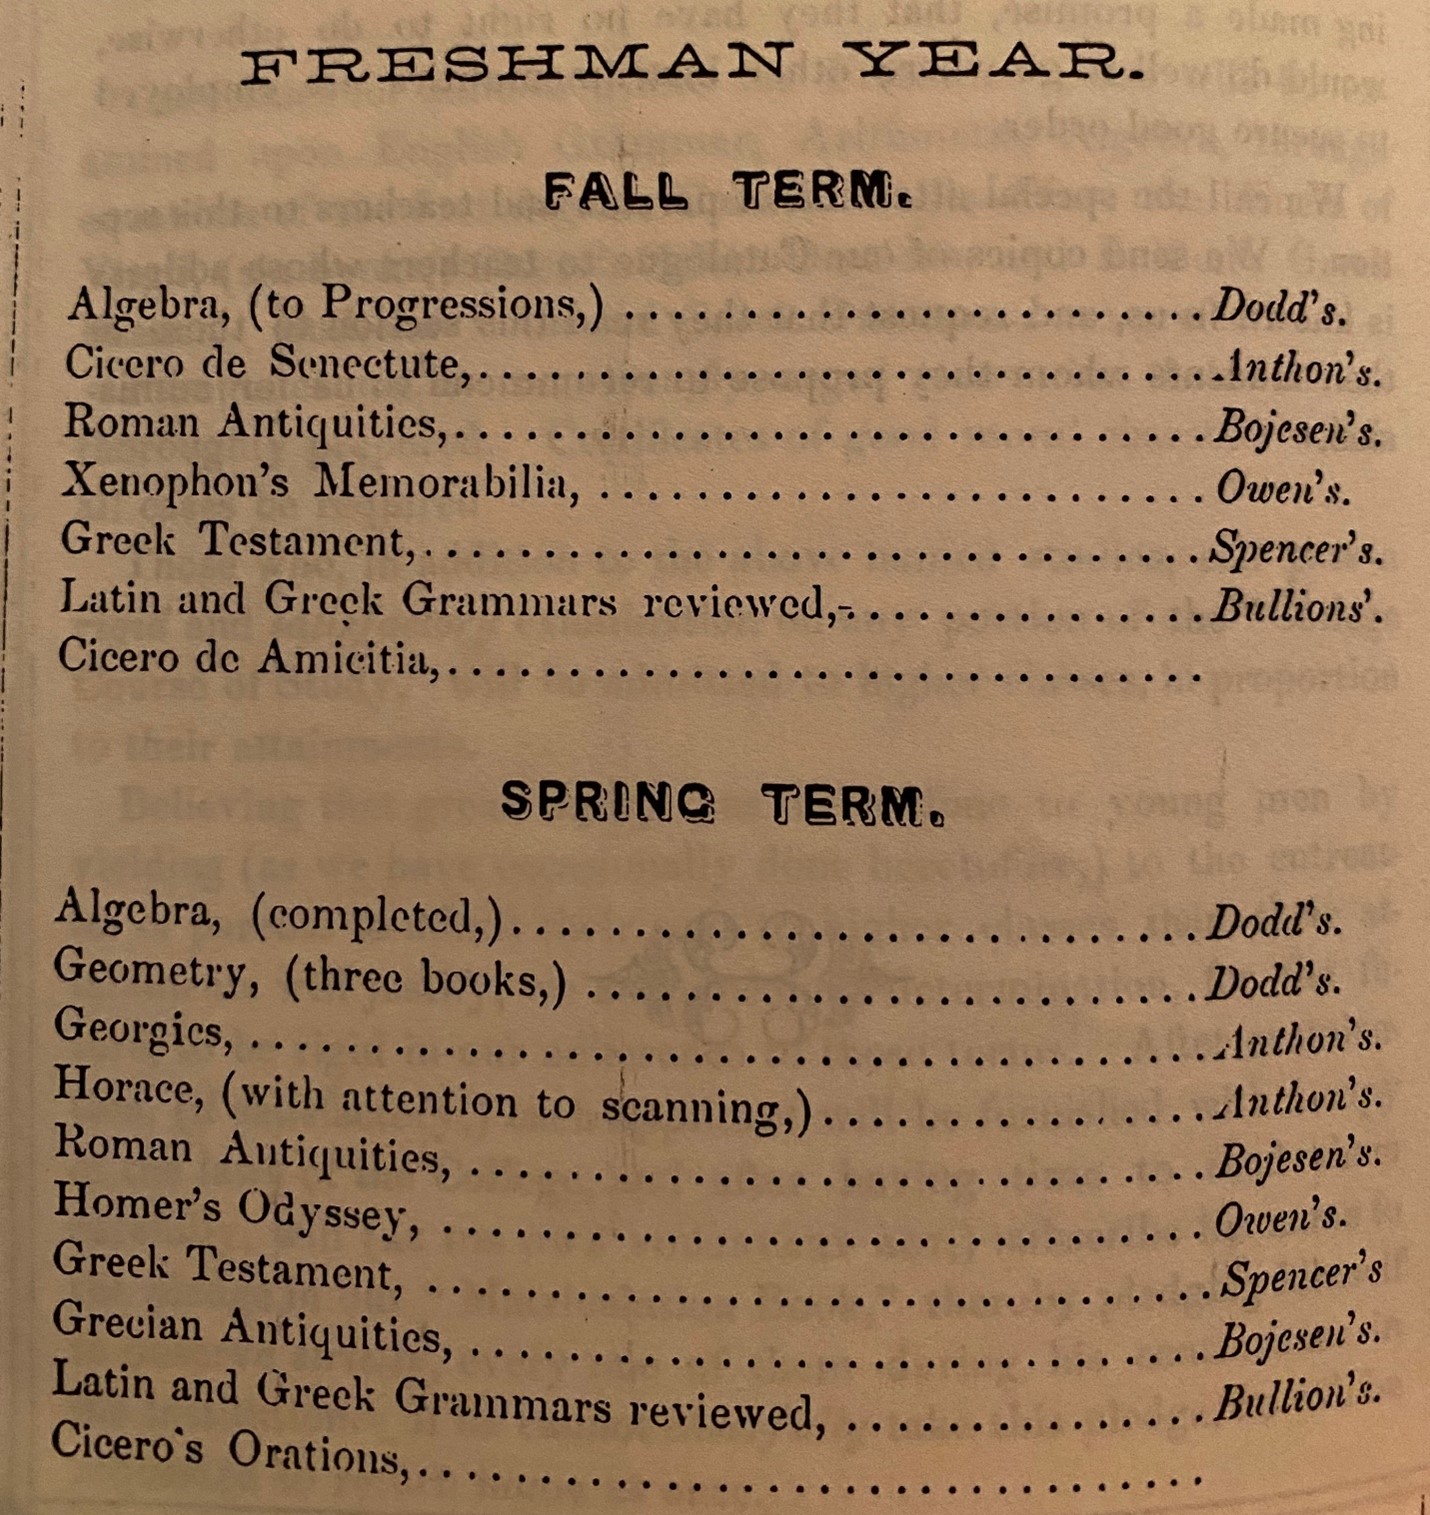 FRESHMAN YEAR.
FALL TERM.
Algebra, (to Progressions,) ........................ Dodd's.
Cicero de Senectute,.............................. Anthon's.
Roman Antiquities,............................... Bojesen's.
Xenophon's Memorabilia, ......................... Owen's.
Greek Testament,................................ Spencer's.
Latin and Greek Grammars reviewed,-............... Bullions'.
Cicero de Amicitia,...............................
SPRING TERM.
Algebra, (completed,)............................ Dodd's.
Geometry, (three books,) ......................... Dodd's.
Georgics, ........................................ Anthon's.
Horace, (with attention to scanning,)................ Anthon's.
Roman Antiquities, .............................. Bojesen's.
Homer's Odyssey, ............................... Owen's.
Greek Testament, ................................ Spencer's
Grecian Antiquities, .............................. Bojesen's.
Latin and Greek Grammars reviewed, ............... Bullion's.
Cicero's Orations,................................